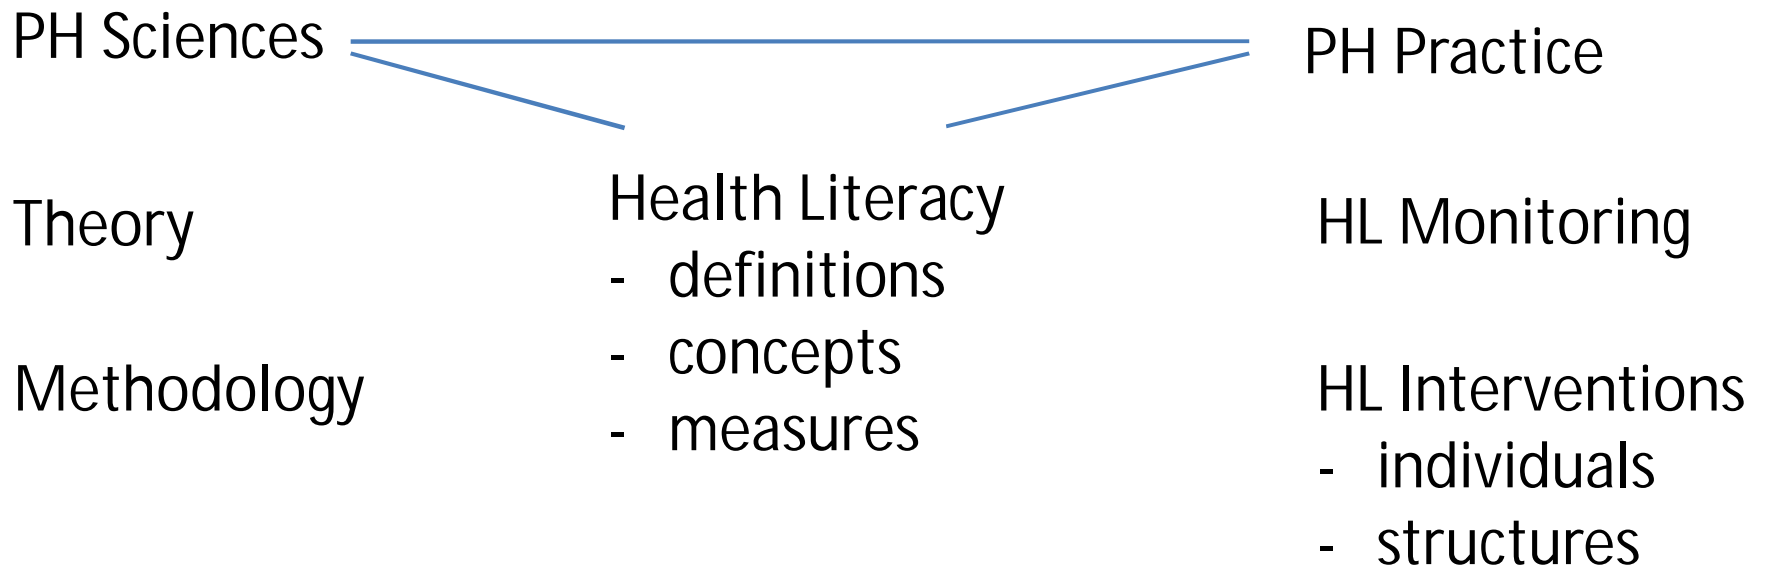 PH Sciences
Theory
Methodology
Health Literacy
- definitions
- concepts
- measures
PH Practice
HL Monitoring
HL Interventions
- individuals
- structures